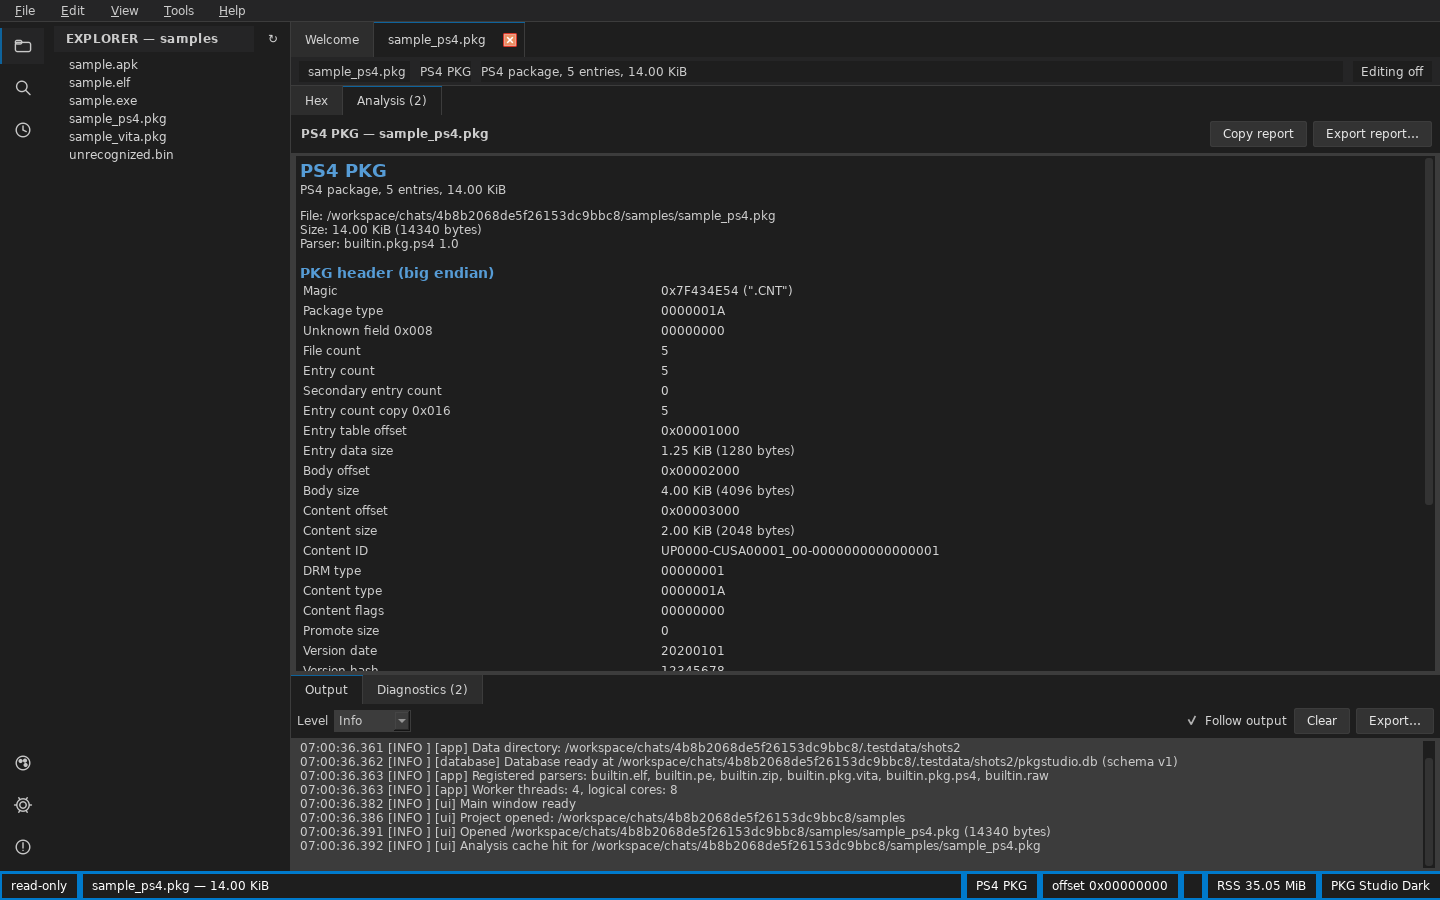 File Edit View Tools Help
EXPLORER — samples
sample.apk
sample.elf
sample.exe
sample_ps4.pkg
sample_vita.pkg
unrecognized.bin
Welcome sample_ps4.pkg
sample_ps4.pkg PS4 PKG PS4 package, 5 entries, 14.00 KiB Editing off
Hex Analysis (2)
PS4 PKG — sample_ps4.pkg Copy report Export report...
PS4 PKG
PS4 package, 5 entries, 14.00 KiB
File: /workspace/chats/4b8b2068de5f26153dc9bbc8/samples/sample_ps4.pkg
Size: 14.00 KiB (14340 bytes)
Parser: builtin.pkg.ps4 1.0
PKG header (big endian)
Magic 0x7F434E54 (".CNT")
Package type 0000001A
Unknown field 0x008 00000000
File count 5
Entry count 5
Secondary entry count 0
Entry count copy 0x016 5
Entry table offset 0x00001000
Entry data size 1.25 KiB (1280 bytes)
Body offset 0x00002000
Body size 4.00 KiB (4096 bytes)
Content offset 0x00003000
Content size 2.00 KiB (2048 bytes)
Content ID UP0000-CUSA00001_00-0000000000000001
DRM type 00000001
Content type 0000001A
Content flags 00000000
Promote size 0
Version date 20200101
Version hash 12345678
Output Diagnostics (2)
Level Info Follow output Clear Export...
07:00:36.361 [INFO ] [app] Data directory: /workspace/chats/4b8b2068de5f26153dc9bbc8/.testdata/shots2
07:00:36.362 [INFO ] [database] Database ready at /workspace/chats/4b8b2068de5f26153dc9bbc8/.testdata/shots2/pkgstudio.db (schema v1)
07:00:36.363 [INFO ] [app] Registered parsers: builtin.elf, builtin.pe, builtin.zip, builtin.pkg.vita, builtin.pkg.ps4, builtin.raw
07:00:36.363 [INFO ] [app] Worker threads: 4, logical cores: 8
07:00:36.382 [INFO ] [ui] Main window ready
07:00:36.386 [INFO ] [ui] Project opened: /workspace/chats/4b8b2068de5f26153dc9bbc8/samples
07:00:36.391 [INFO ] [ui] Opened /workspace/chats/4b8b2068de5f26153dc9bbc8/samples/sample_ps4.pkg (14340 bytes)
07:00:36.392 [INFO ] [ui] Analysis cache hit for /workspace/chats/4b8b2068de5f26153dc9bbc8/samples/sample_ps4.pkg
read-only sample_ps4.pkg — 14.00 KiB PS4 PKG offset 0x00000000 RSS 35.05 MiB PKG Studio Dark